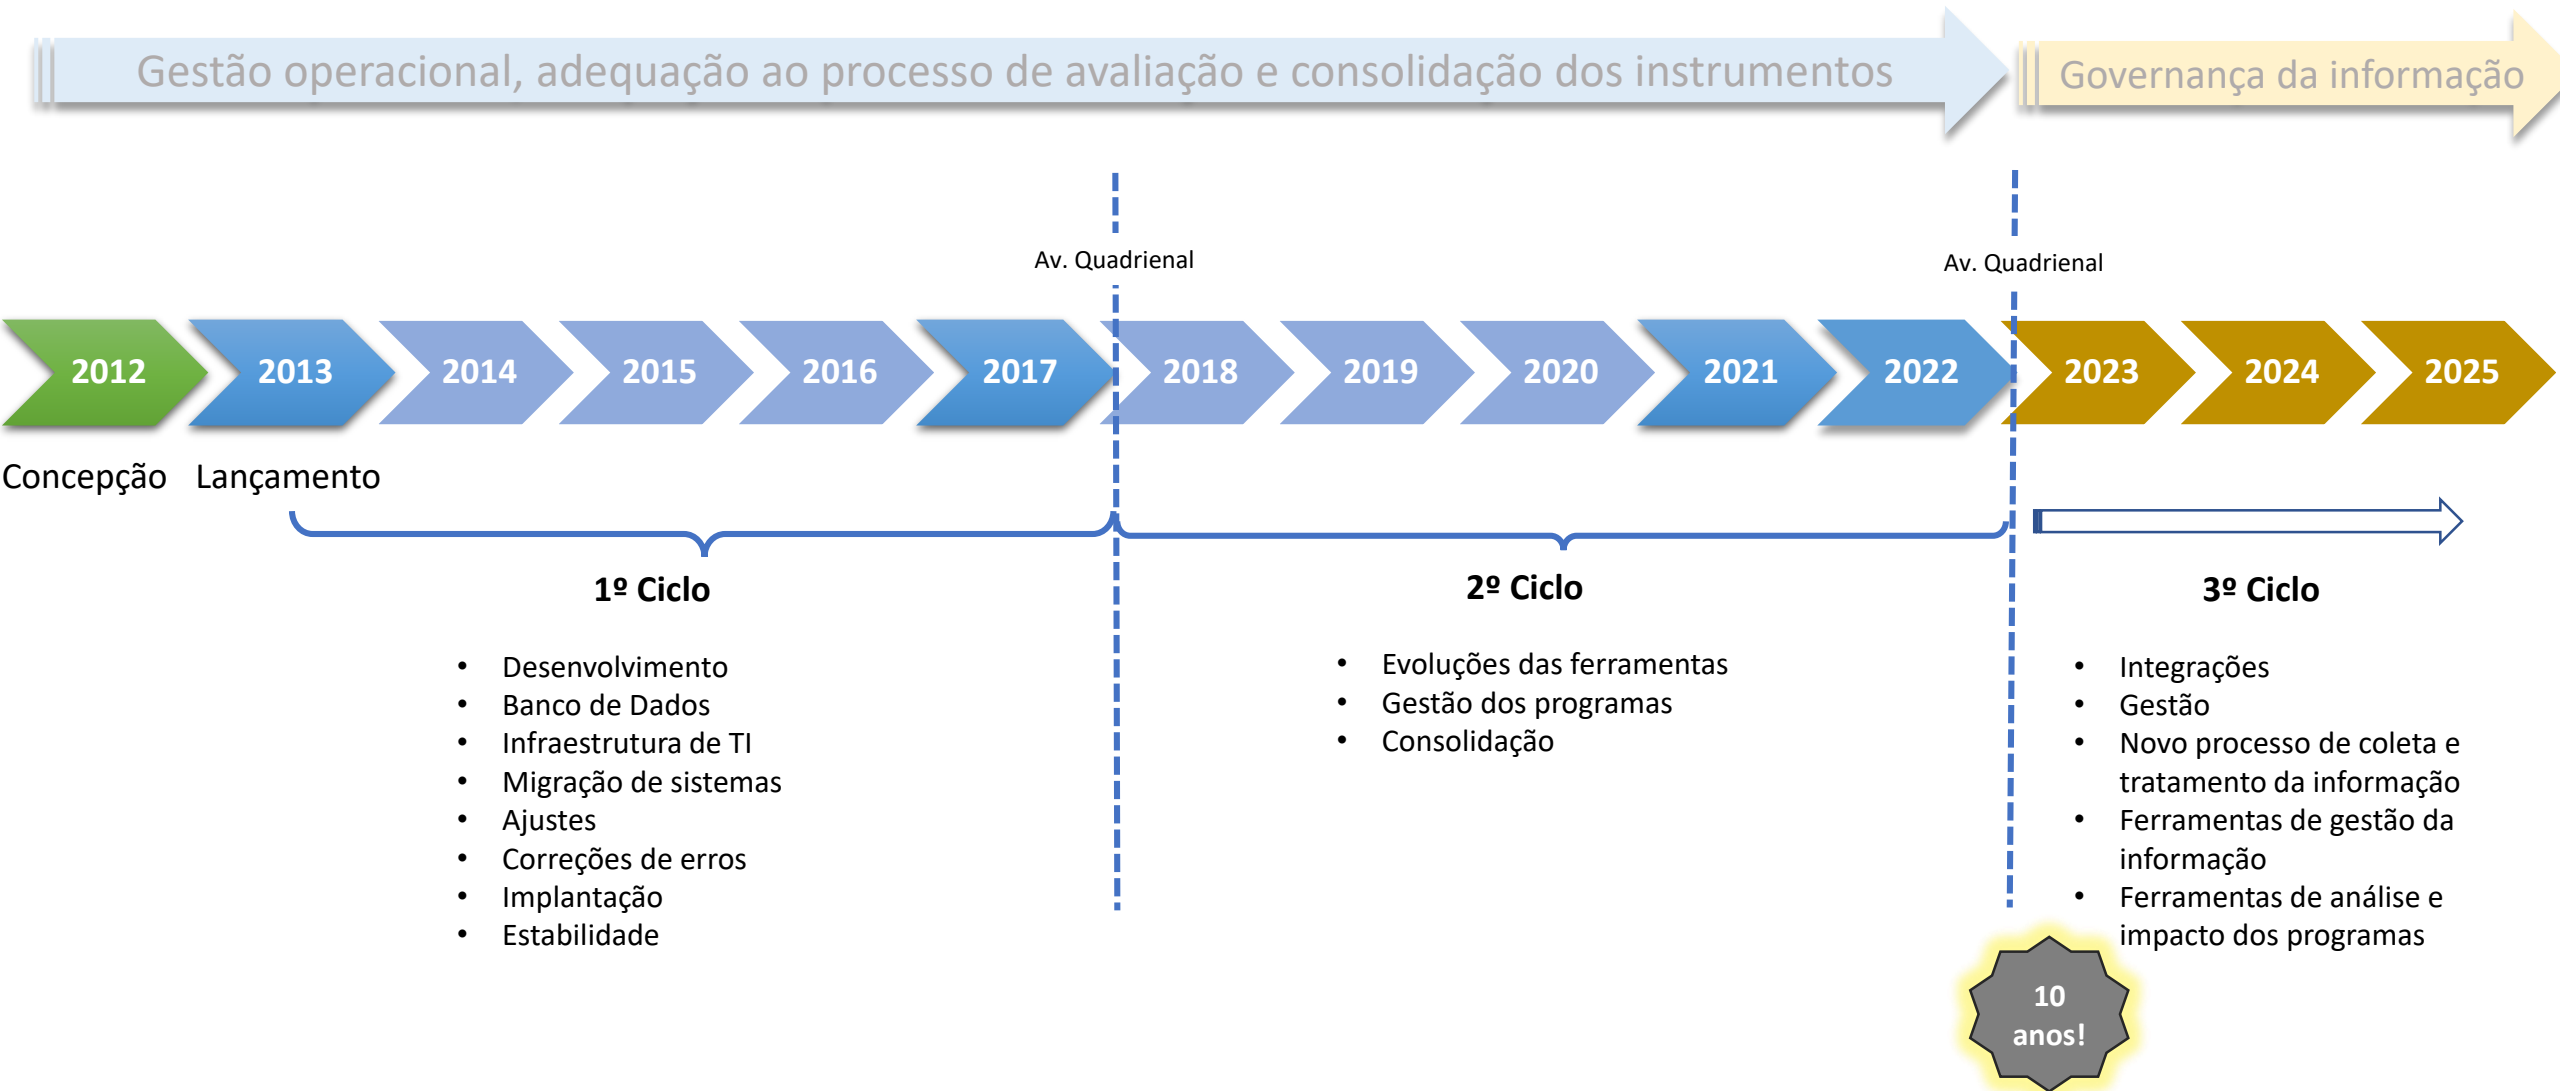 Gestão operacional, adequação ao processo de avaliação e consolidação dos instrumentos
Governança da informação
Av. Quadrienal
Av. Quadrienal
2012
2013
2014
2015
2016
2017
2018
2019
2020
2021
2022
2023
2024
2025
Concepção
Lançamento
1º Ciclo
• Desenvolvimento
• Banco de Dados
• Infraestrutura de TI
• Migração de sistemas
• Ajustes
• Correções de erros
• Implantação
• Estabilidade
2º Ciclo
• Evoluções das ferramentas
• Gestão dos programas
• Consolidação
3º Ciclo
• Integrações
• Gestão
• Novo processo de coleta e
tratamento da informação
• Ferramentas de gestão da
informação
• Ferramentas de análise e
impacto dos programas
10
anos!